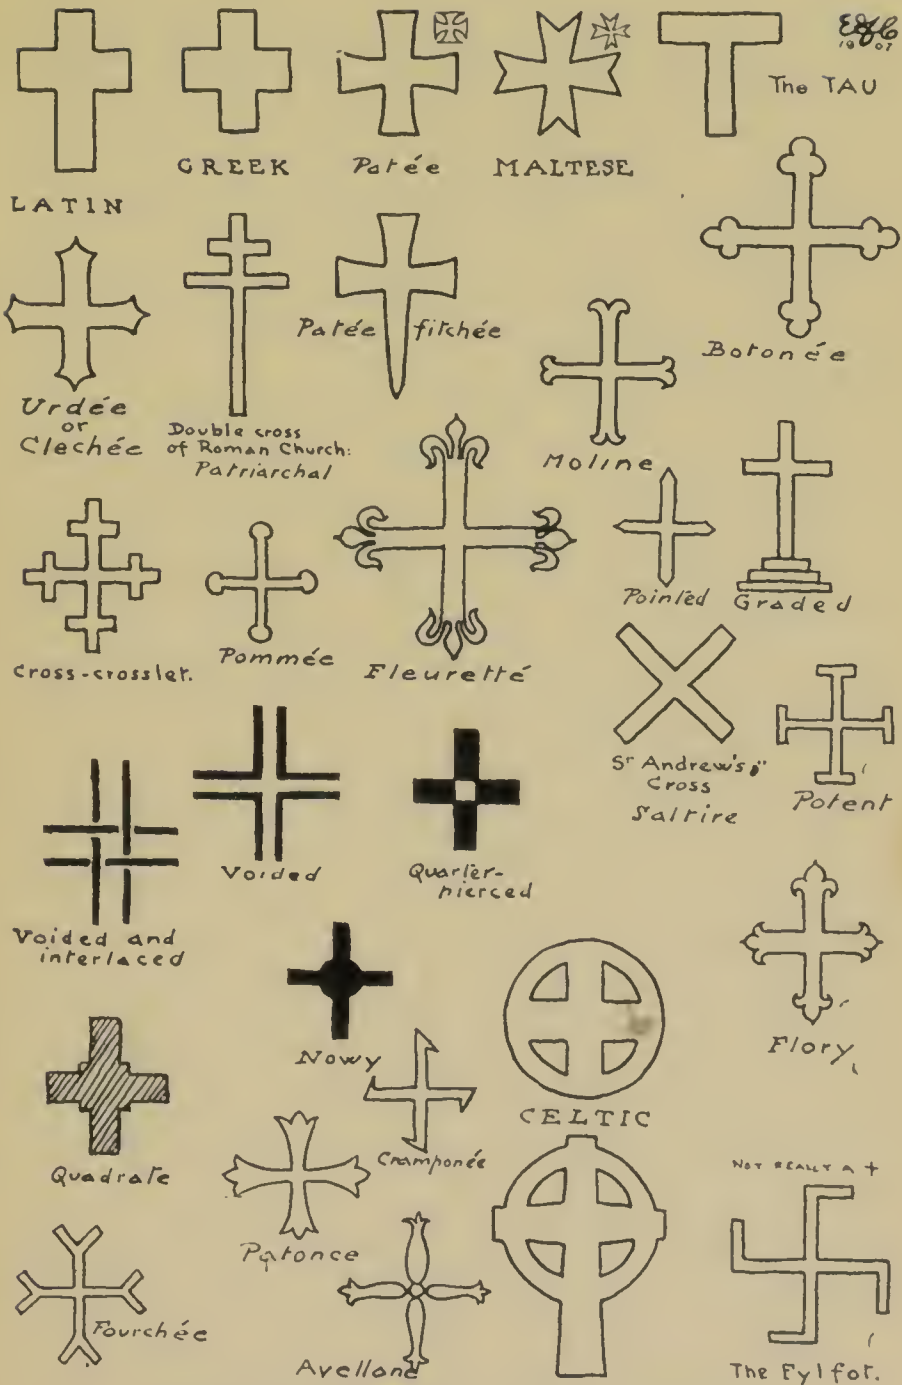 LATIN
GREEK
Patée
MALTESE
The TAU
1907
Urdée
or
Clechée
Double cross
of Roman Church:
Patriarchal
Patée fitchée
Moline
Botonée
Cross-crosslet.
Pommée
Fleuretté
Pointed
Graded
St Andrew's
Cross
Saltire
Potent
Voided and
interlaced
Voided
Quarter-
pierced
Nowy
CELTIC
Flory
Quadrate
Patonce
Cramponée
NOT REALLY A +
Fourchée
Avellane
The Fylfot.